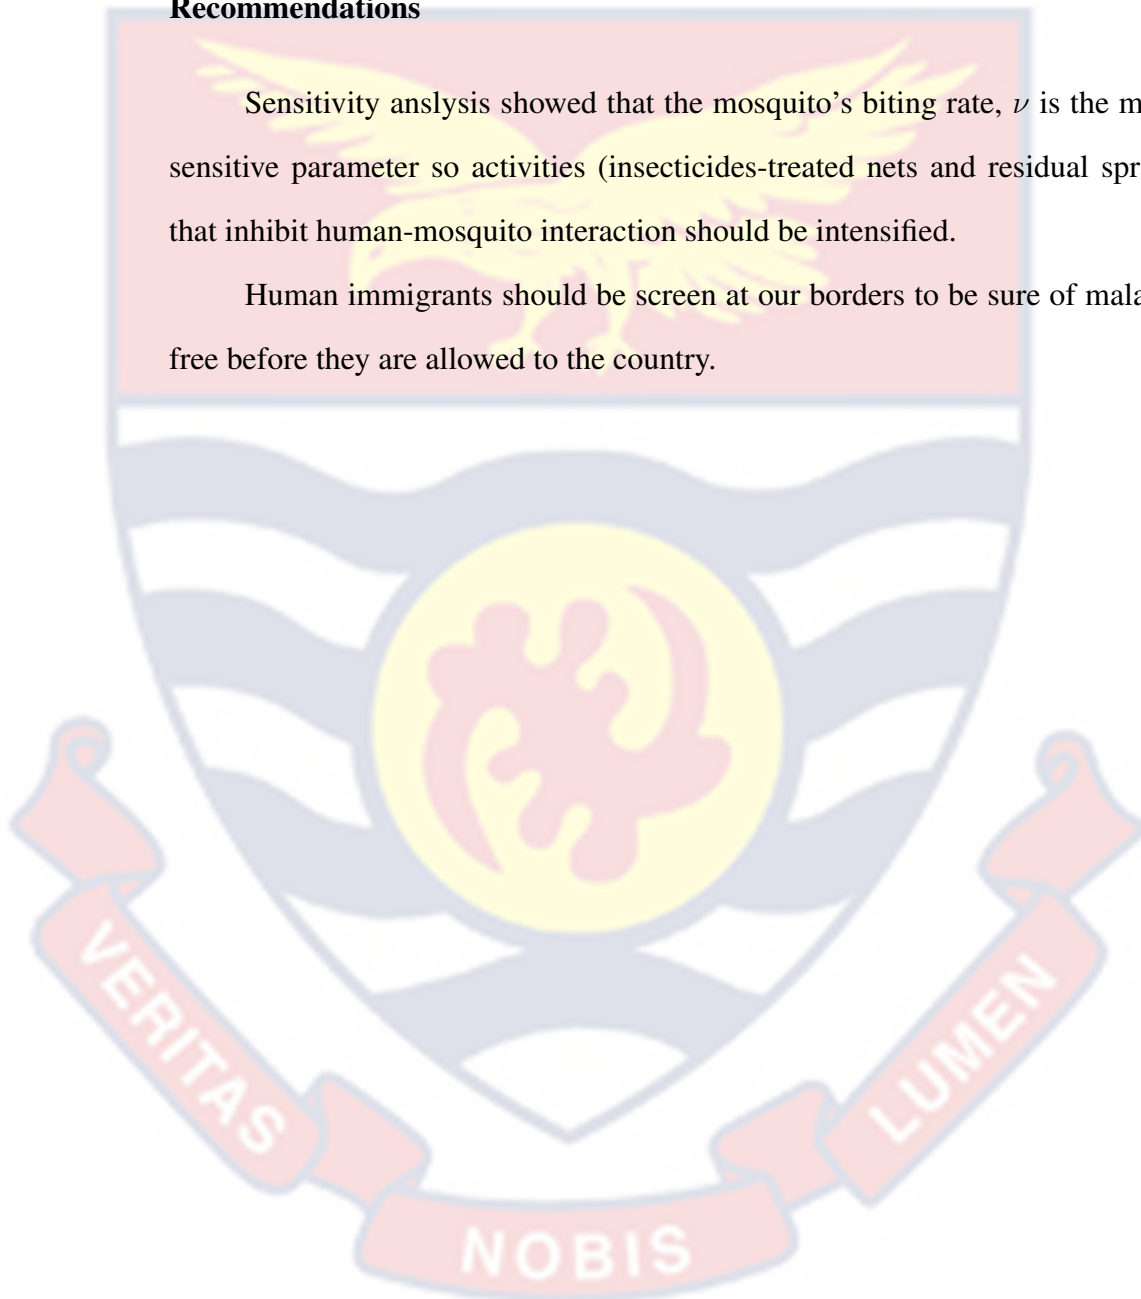 Recommendations
Sensitivity anslysis showed that the mosquito's biting rate, ν is the m
sensitive parameter so activities (insecticides-treated nets and residual spr
that inhibit human-mosquito interaction should be intensified.
Human immigrants should be screen at our borders to be sure of mala
free before they are allowed to the country.
VERITAS
NOBIS
LUMEN